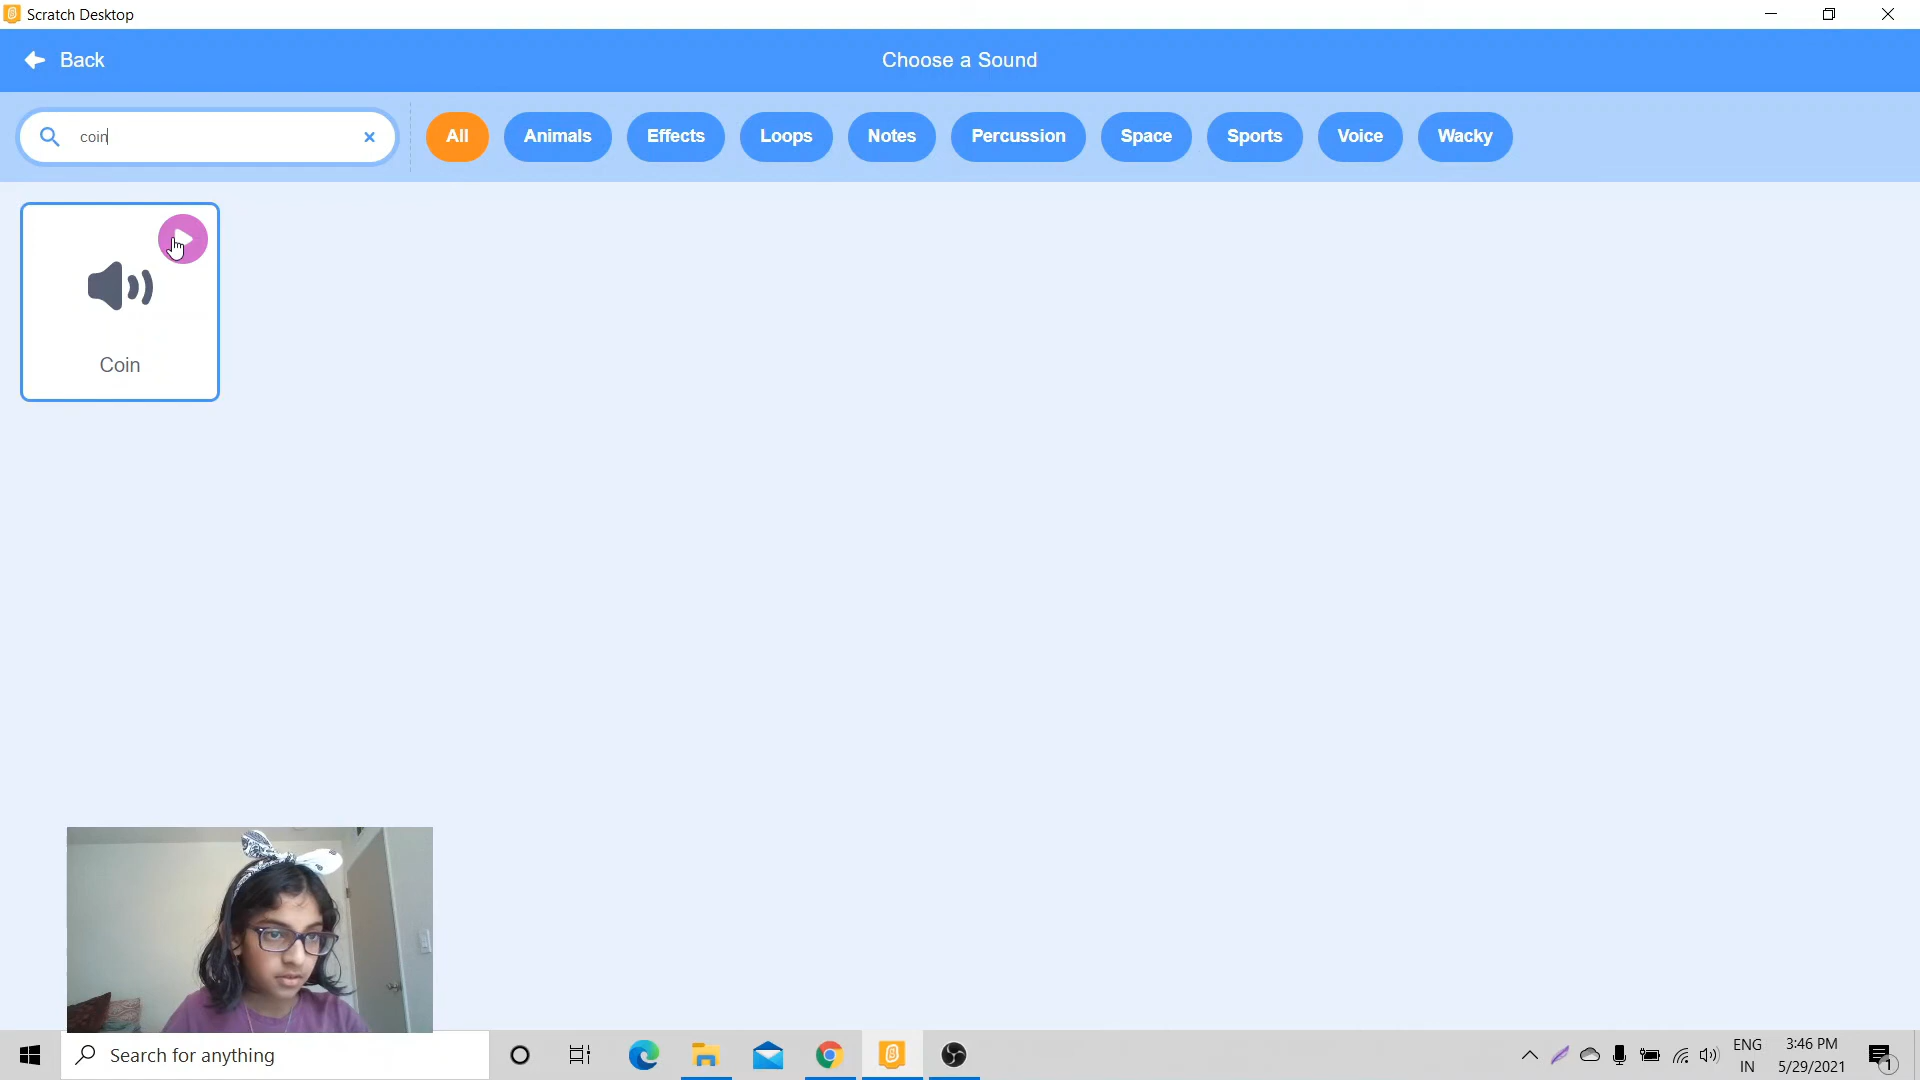 Scratch Desktop
Back
Choose a Sound
coin
All
Animals
Effects
Loops
Notes
Percussion
Space
Sports
Voice
Wacky
Coin
Search for anything
ENG
IN
3:46 PM
5/29/2021
1